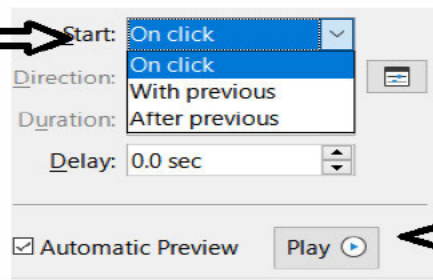 Start: On click
On click
Direction:
With previous
Duration: After previous
Delay: 0.0 sec
Automatic Preview Play